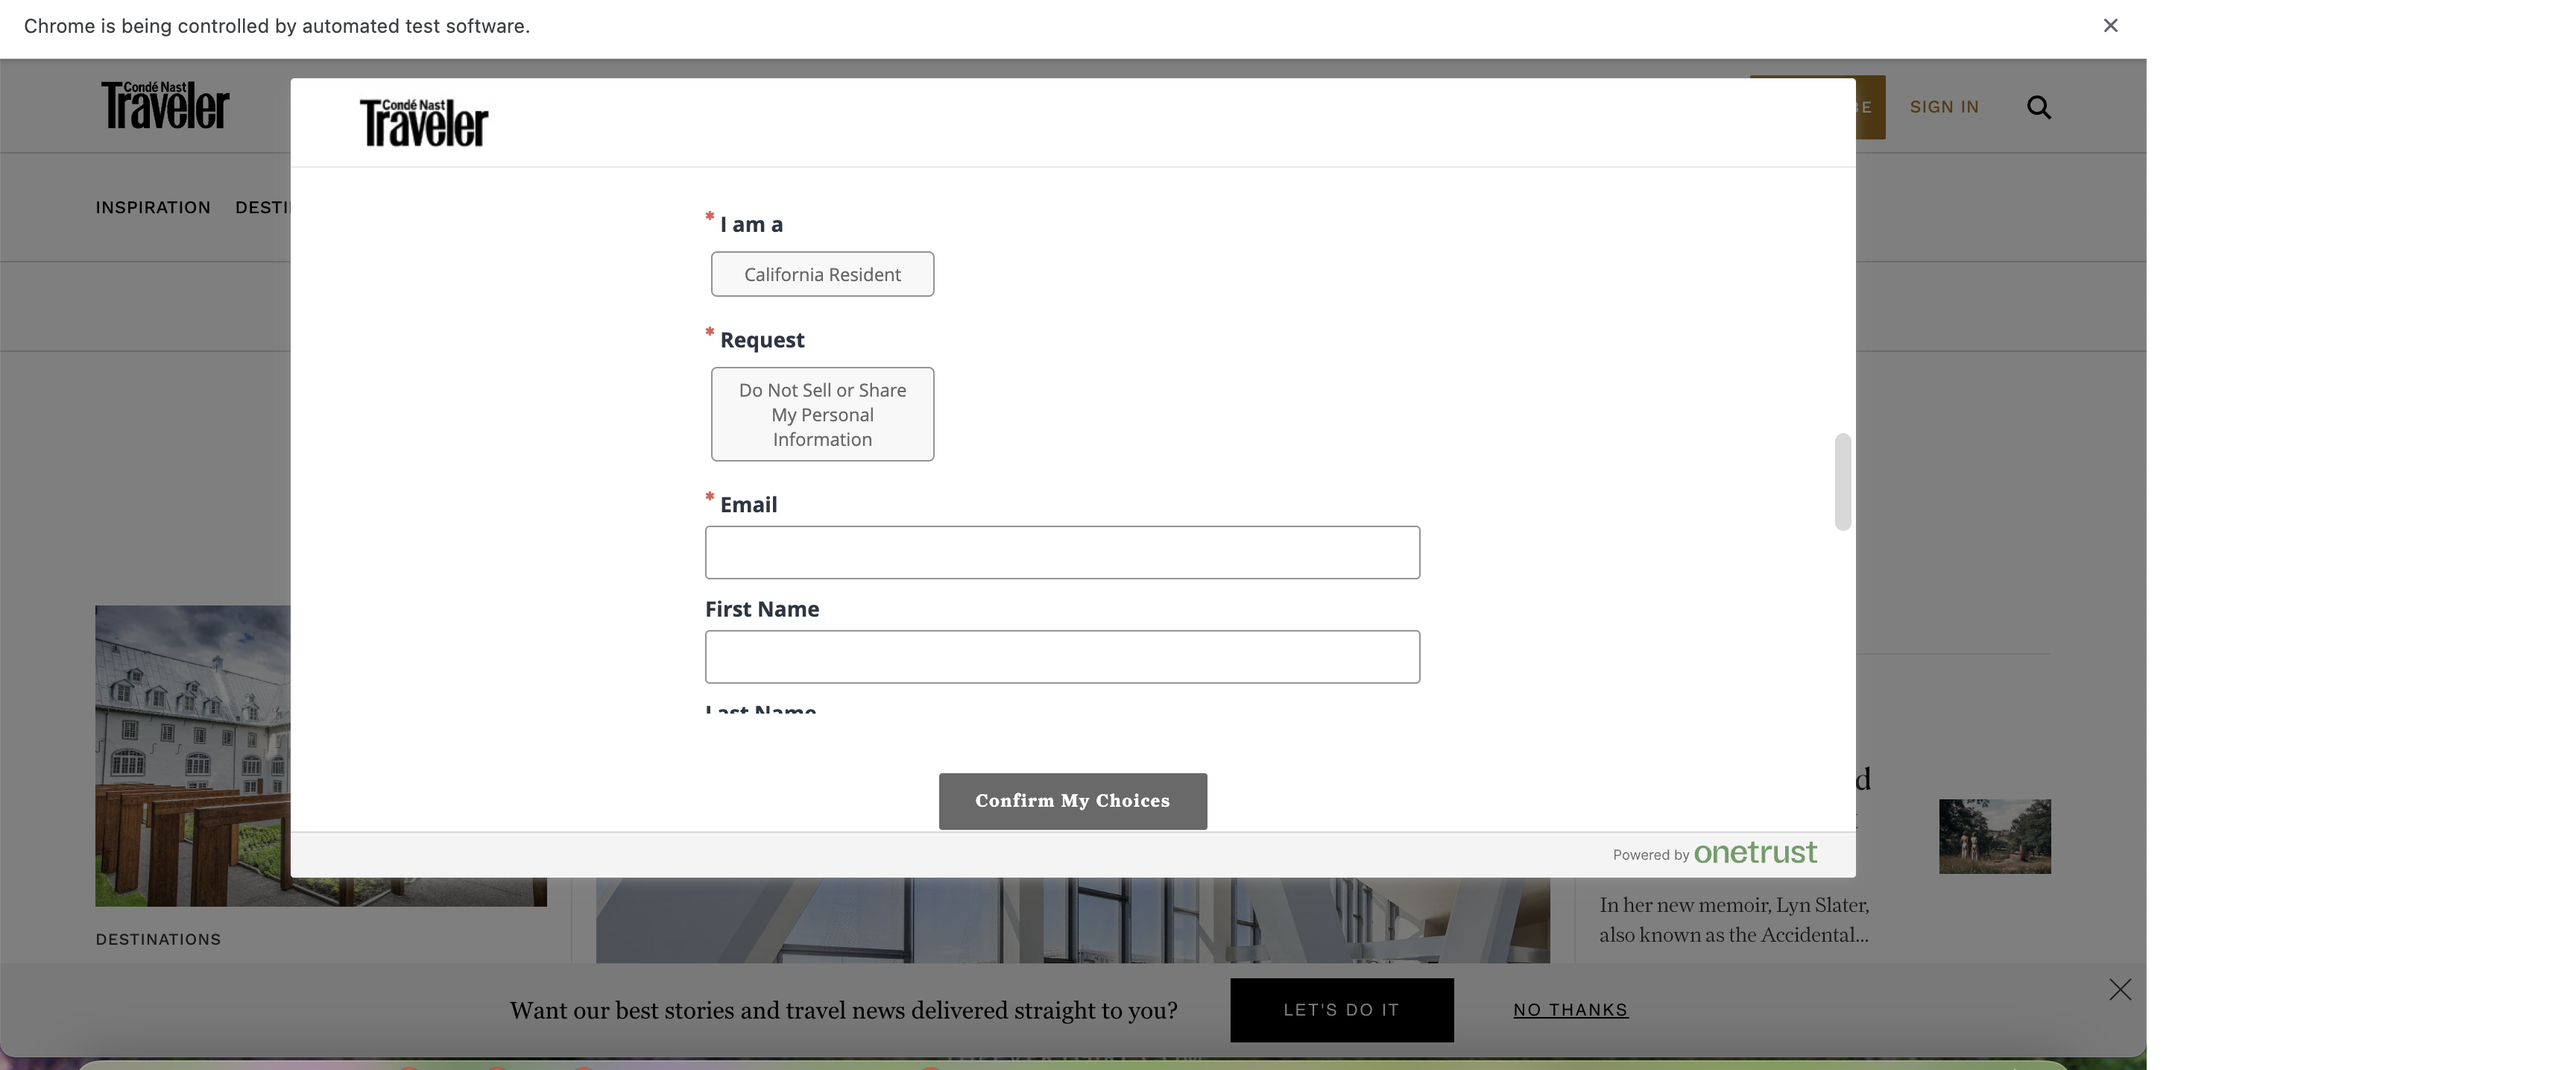 Chrome is being controlled by automated test software.
Condé Nast
Traveler
Condé Nast
Traveler
BE
SIGN IN
INSPIRATION DESTI
* I am a
California Resident
* Request
Do Not Sell or Share
My Personal
Information
* Email
First Name
Last Name
Confirm My Choices
Powered by onetrust
d
In her new memoir, Lyn Slater,
also known as the Accidental...
DESTINATIONS
Want our best stories and travel news delivered straight to you?
LET'S DO IT
NO THANKS